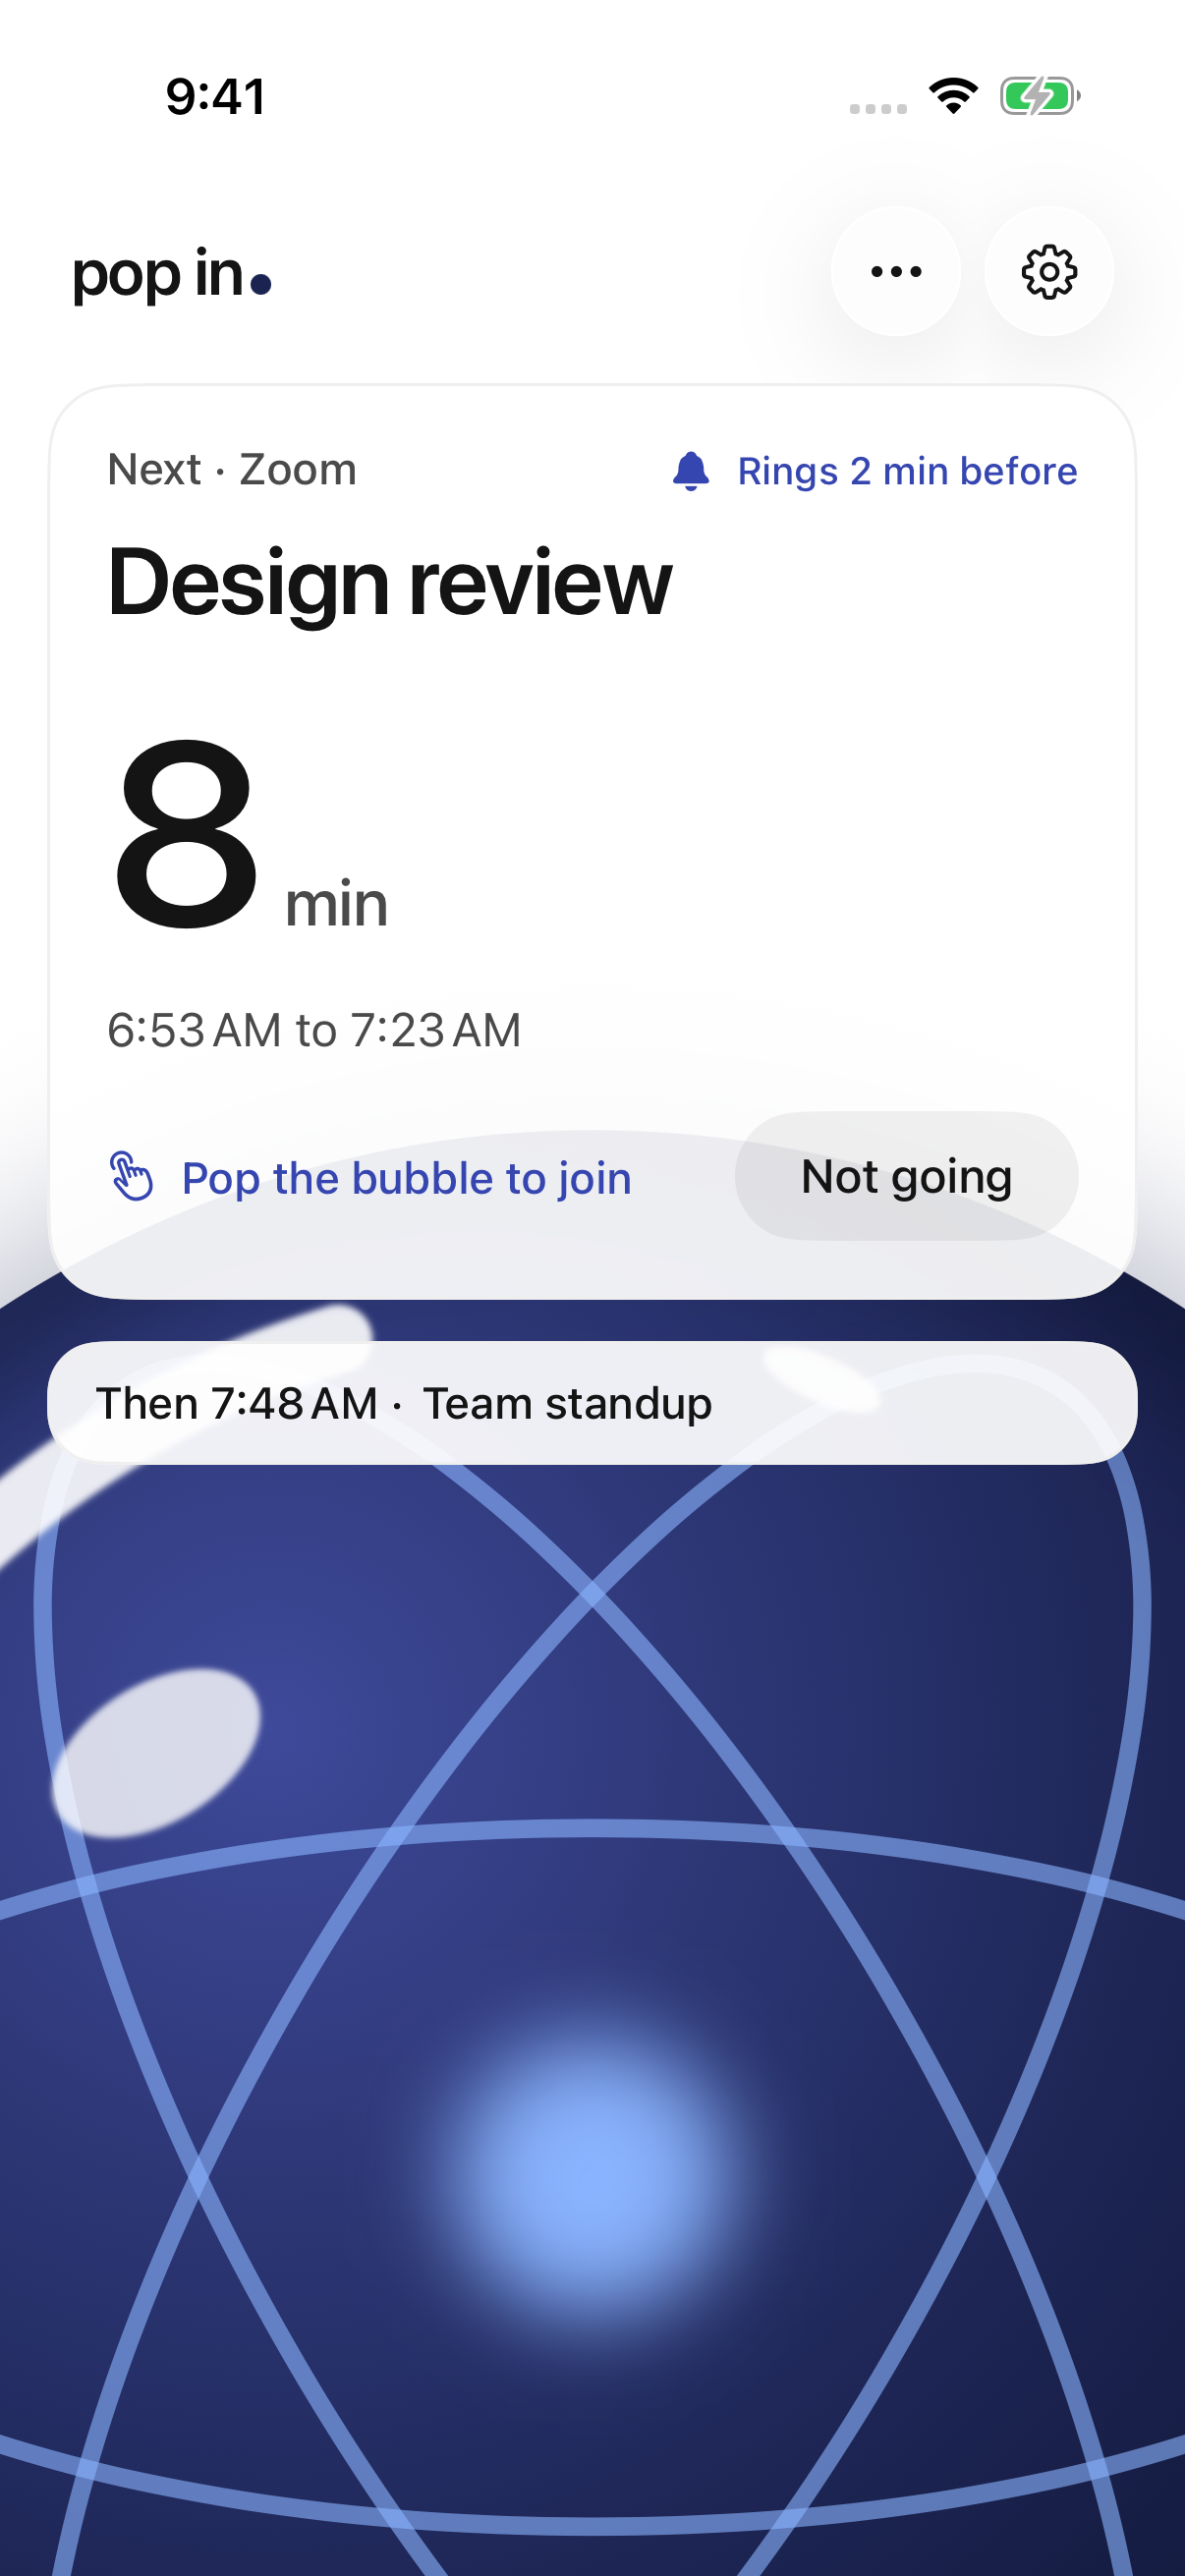 9:41
pop in
Next · Zoom
Rings 2 min before
Design review
8 min
6:53 AM to 7:23 AM
Pop the bubble to join
Not going
Then 7:48 AM · Team standup